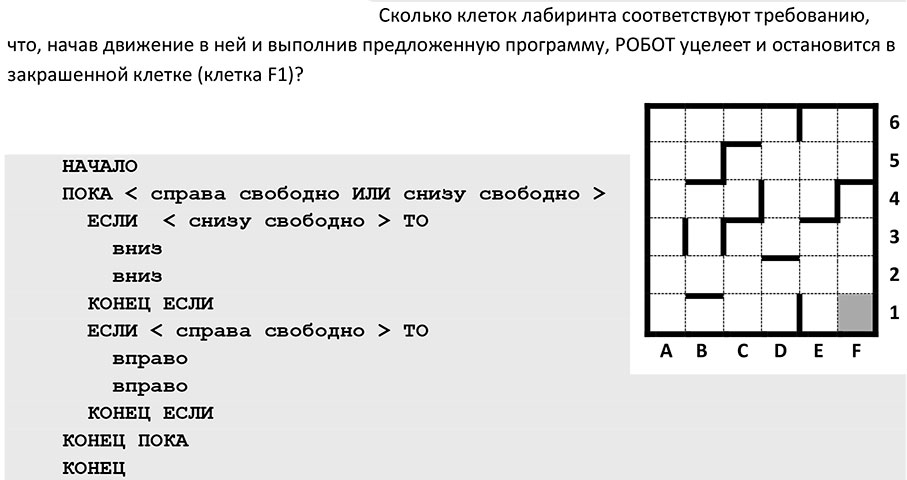 Сколько клеток лабиринта соответствуют требованию,
что, начав движение в ней и выполнив предложенную программу, РОБОТ уцелеет и остановится в
закрашенной клетке (клетка F1)?
НАЧАЛО
ПОКА < справа свободно ИЛИ снизу свободно >
ЕСЛИ < снизу свободно > ТО
вниз
вниз
КОНЕЦ ЕСЛИ
ЕСЛИ < справа свободно > ТО
вправо
вправо
КОНЕЦ ЕСЛИ
КОНЕЦ ПОКА
КОНЕЦ
6
5
4
3
2
1
A B C D E F